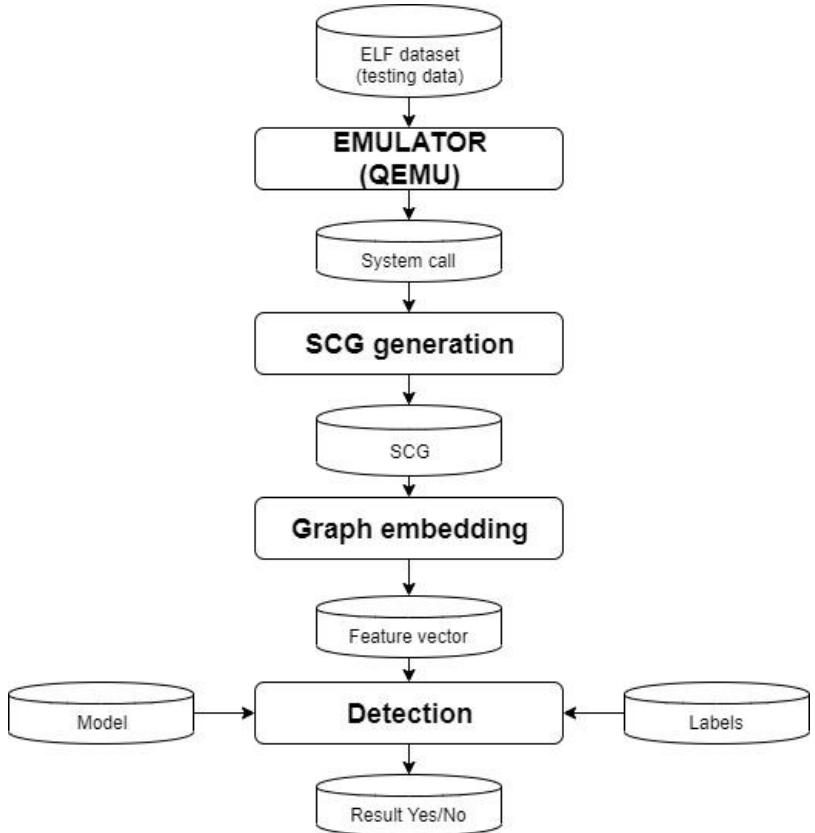 ELF dataset
(testing data)
EMULATOR
(QEMU)
System call
SCG generation
SCG
Graph embedding
Feature vector
Model
Detection
Labels
Result Yes/No